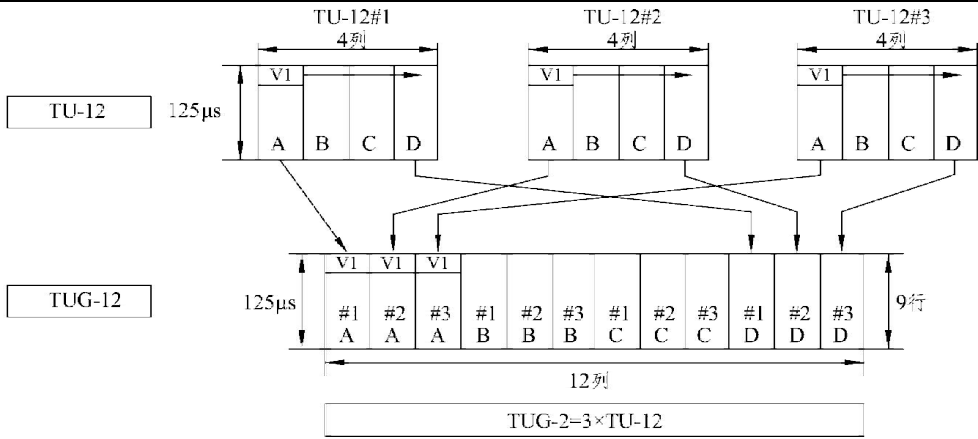 TU-12#1 TU-12#2 TU-12#3
4列 4列 4列
V1 V1 V1
TU-12 125μs
A B C D A B C D A B C D
V1 V1 V1
TUG-12 125μs 9行
#1 #2 #3 #1 #2 #3 #1 #2 #3 #1 #2 #3
A A A B B B C C C D D D
12列
TUG-2=3×TU-12